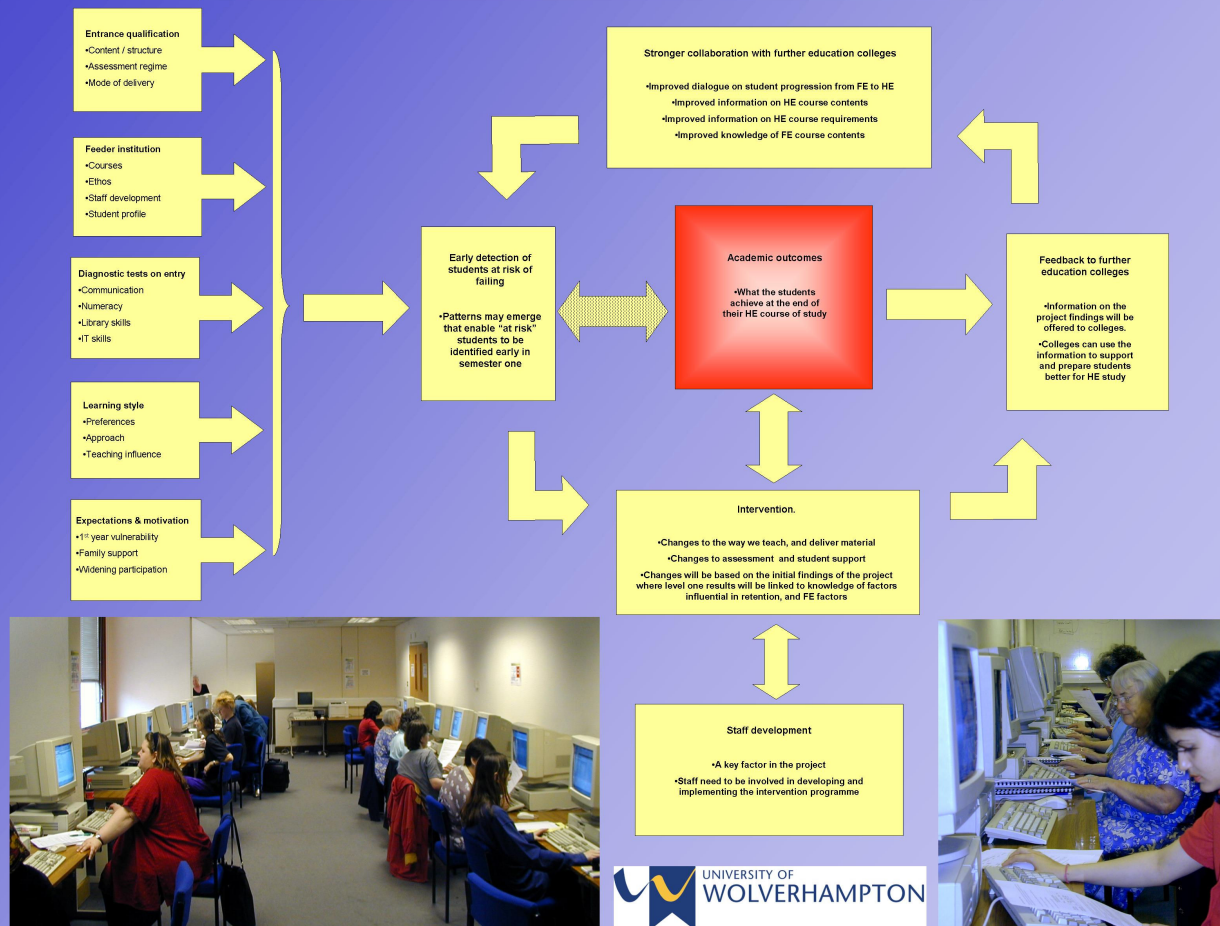 Entrance qualification
•Content / structure
•Assessment regime
•Mode of delivery
Feeder institution
•Courses
•Ethos
•Staff development
•Student profile
Diagnostic tests on entry
•Communication
•Numeracy
•Library skills
•IT skills
Learning style
•Preferences
•Approach
•Teaching influence
Expectations & motivation
•1st year vulnerability
•Family support
•Widening participation
Early detection of
students at risk of
failing
•Patterns may emerge
that enable “at risk”
students to be
identified early in
semester one
Stronger collaboration with further education colleges
•Improved dialogue on student progression from FE to HE
•Improved information on HE course contents
•Improved information on HE course requirements
•Improved knowledge of FE course contents
Academic outcomes
•What the students
achieve at the end of
their HE course of study
Feedback to further
education colleges
•Information on the
project findings will be
offered to colleges.
•Colleges can use the
information to support
and prepare students
better for HE study
Intervention.
•Changes to the way we teach, and deliver material
•Changes to assessment and student support
•Changes will be based on the initial findings of the project
where level one results will be linked to knowledge of factors
influential in retention, and FE factors
Staff development
•A key factor in the project
•Staff need to be involved in developing and
implementing the intervention programme
UNIVERSITY OF
WOLVERHAMPTON